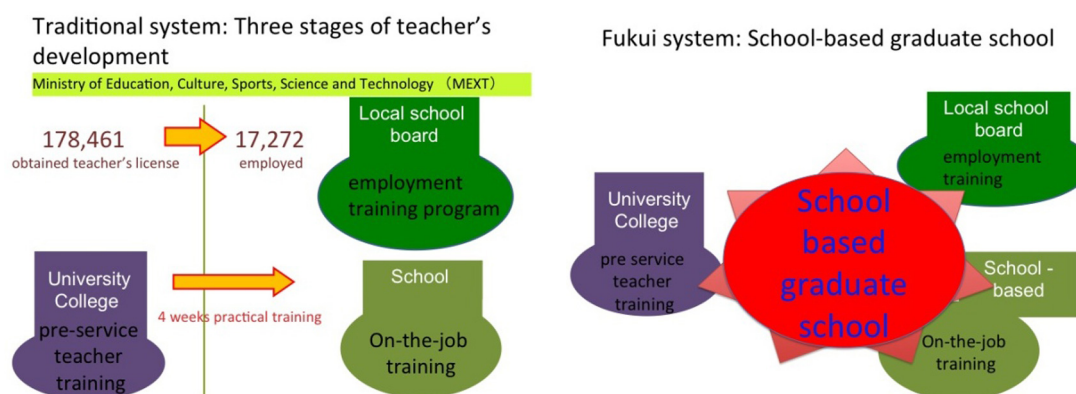 Traditional system: Three stages of teacher’s
development
Ministry of Education, Culture, Sports, Science and Technology （MEXT）
178,461
obtained teacher’s license
17,272
employed
Local school
board
employment
training program
University
College
pre-service
teacher
training
4 weeks practical training
School
On-the-job
training
Fukui system: School-based graduate school
Local school
board
employment
training
University
College
pre service
teacher
training
School
based
graduate
school
School -
based
On-the-job
training